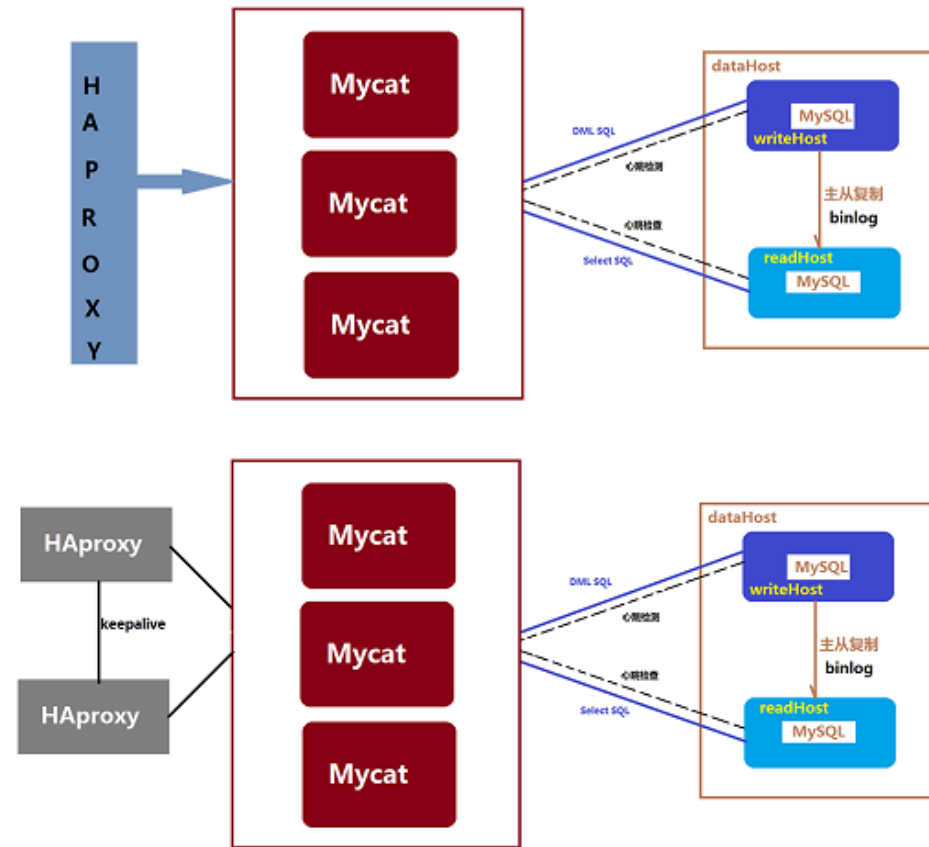 HAPROXY
Mycat
Mycat
Mycat
DML SQL
心跳检测
心跳检查
Select SQL
dataHost
MySQL
writeHost
主从复制
binlog
readHost
MySQL
HAproxy
keepalive
HAproxy
Mycat
Mycat
Mycat
DML SQL
心跳检测
心跳检查
Select SQL
dataHost
MySQL
writeHost
主从复制
binlog
readHost
MySQL